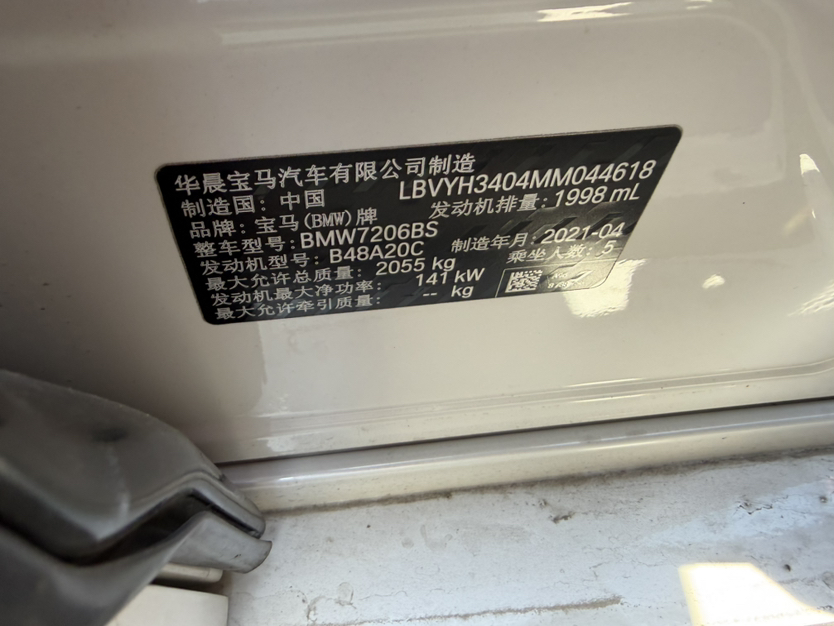 华晨宝马汽车有限公司制造
制造国: 中国 LBVYH3404MM044618
品牌: 宝马(BMW)牌 发动机排量: 1998 mL
整车型号: BMW7206BS
发动机型号: B48A20C 制造年月: 2021-04
最大允许总质量: 2055 kg 乘坐人数: 5
发动机最大净功率: 141 kW
最大允许牵引质量: -- kg